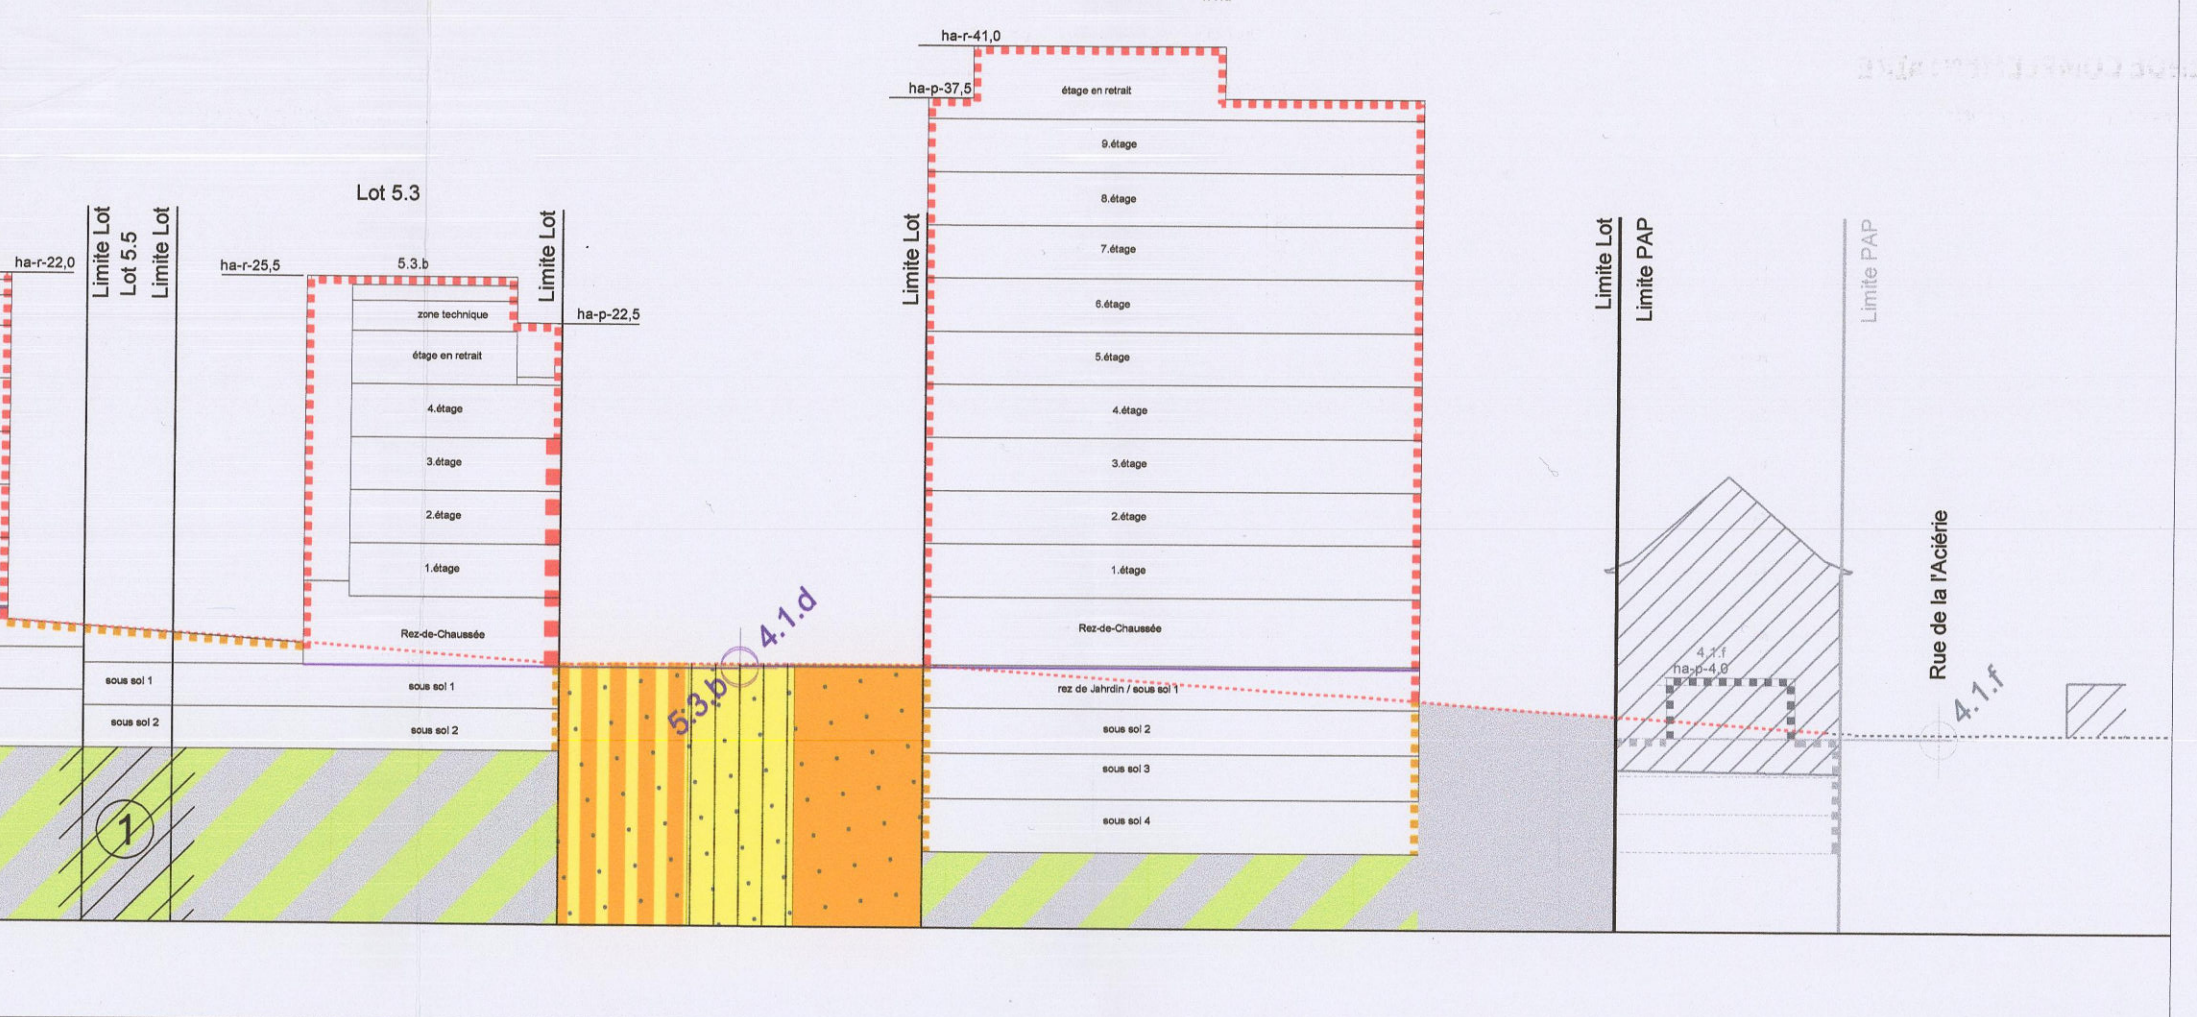 ha-r-41,0
ha-p-37,5
étage en retrait
9.étage
8.étage
7.étage
6.étage
5.étage
4.étage
3.étage
2.étage
1.étage
Rez-de-Chaussée
rez de Jahrdin / sous sol 1
sous sol 2
sous sol 3
sous sol 4
Limite Lot
ha-r-22,0
Limite Lot
Lot 5.5
Limite Lot
Lot 5.3
ha-r-25,5
5.3.b
Limite Lot
ha-p-22,5
zone technique
étage en retrait
4.étage
3.étage
2.étage
1.étage
Rez-de-Chaussée
sous sol 1
sous sol 2
sous sol 1
sous sol 2
1
5.3.b
4.1.d
Limite Lot
Limite PAP
Limite PAP
4.1.f
ha-p-4,0
Rue de la l'Aciérie
4.1.f